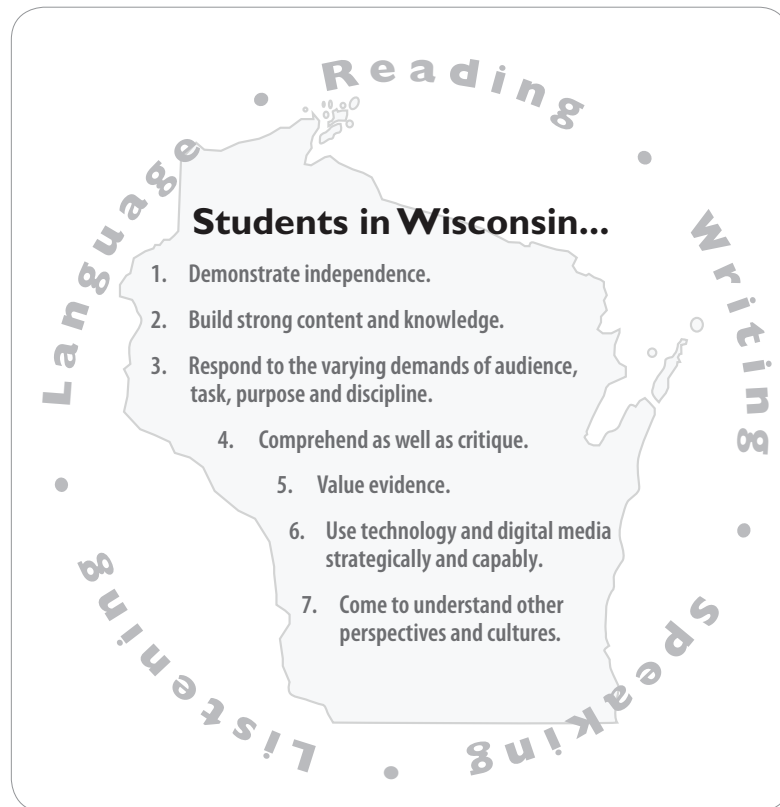 Reading • Writing • Speaking • Listening • Language •
Students in Wisconsin...
1. Demonstrate independence.
2. Build strong content and knowledge.
3. Respond to the varying demands of audience,
task, purpose and discipline.
4. Comprehend as well as critique.
5. Value evidence.
6. Use technology and digital media
strategically and capably.
7. Come to understand other
perspectives and cultures.